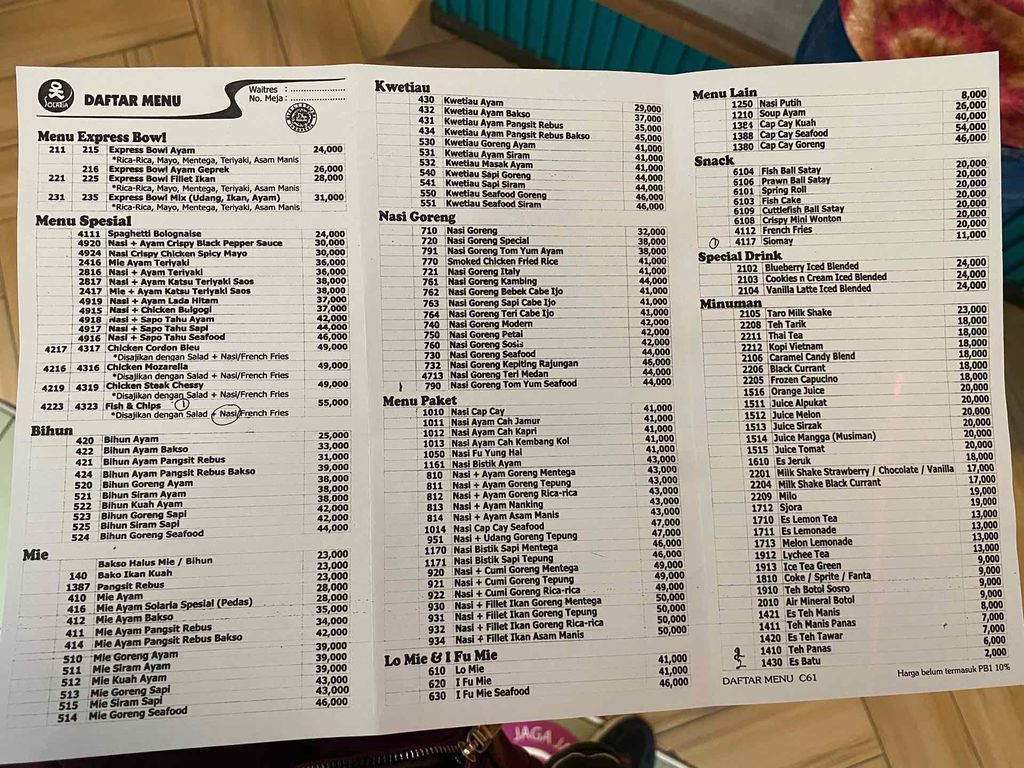 SOLARIA
DAFTAR MENU
Waitres : ......................
No. Meja: ......................
Menu Express Bowl
211 215 Express Bowl Ayam 24,000
*Rica-Rica, Mayo, Mentega, Teriyaki, Asam Manis
216 Express Bowl Ayam Geprek 26,000
221 225 Express Bowl Fillet Ikan 28,000
*Rica-Rica, Mayo, Mentega, Teriyaki, Asam Manis
231 235 Express Bowl Mix (Udang, Ikan, Ayam) 31,000
*Rica-Rica, Mayo, Mentega, Teriyaki, Asam Manis
Menu Spesial
4111 Spaghetti Bolognaise 24,000
4920 Nasi + Ayam Crispy Black Pepper Sauce 30,000
4924 Nasi Crispy Chicken Spicy Mayo 30,000
2416 Mie Ayam Teriyaki 36,000
2816 Nasi + Ayam Teriyaki 36,000
2817 Nasi + Ayam Katsu Teriyaki Saos 38,000
2417 Mie + Ayam Katsu Teriyaki Saos 38,000
4919 Nasi + Ayam Lada Hitam 37,000
4915 Nasi + Chicken Bulgogi 37,000
4918 Nasi + Sapo Tahu Ayam 42,000
4917 Nasi + Sapo Tahu Sapi 44,000
4916 Nasi + Sapo Tahu Seafood 46,000
4217 4317 Chicken Cordon Bleu 49,000
*Disajikan dengan Salad + Nasi/French Fries
4216 4316 Chicken Mozarella 49,000
*Disajikan dengan Salad + Nasi/French Fries
4219 4319 Chicken Steak Chessy 49,000
*Disajikan dengan Salad + Nasi/French Fries
4223 4323 Fish & Chips 1 55,000
*Disajikan dengan Salad + Nasi/French Fries
Bihun
420 Bihun Ayam 25,000
422 Bihun Ayam Bakso 33,000
421 Bihun Ayam Pangsit Rebus 31,000
424 Bihun Ayam Pangsit Rebus Bakso 39,000
520 Bihun Goreng Ayam 38,000
521 Bihun Siram Ayam 38,000
522 Bihun Kuah Ayam 38,000
523 Bihun Goreng Sapi 42,000
525 Bihun Siram Sapi 42,000
524 Bihun Goreng Seafood 44,000
Mie
Bakso Halus Mie / Bihun 23,000
140 Bako Ikan Kuah 23,000
1387 Pangsit Rebus 23,000
410 Mie Ayam 28,000
416 Mie Ayam Solaria Spesial (Pedas) 28,000
412 Mie Ayam Bakso 35,000
411 Mie Ayam Pangsit Rebus 34,000
414 Mie Ayam Pangsit Rebus Bakso 42,000
510 Mie Goreng Ayam 39,000
511 Mie Siram Ayam 39,000
512 Mie Kuah Ayam 39,000
513 Mie Goreng Sapi 43,000
515 Mie Siram Sapi 43,000
514 Mie Goreng Seafood 46,000
Kwetiau
430 Kwetiau Ayam 29,000
432 Kwetiau Ayam Bakso 37,000
431 Kwetiau Ayam Pangsit Rebus 35,000
434 Kwetiau Ayam Pangsit Rebus Bakso 45,000
530 Kwetiau Goreng Ayam 41,000
531 Kwetiau Ayam Siram 41,000
532 Kwetiau Masak Ayam 41,000
540 Kwetiau Sapi Goreng 44,000
541 Kwetiau Sapi Siram 44,000
550 Kwetiau Seafood Goreng 46,000
551 Kwetiau Seafood Siram 46,000
Nasi Goreng
710 Nasi Goreng 32,000
720 Nasi Goreng Special 38,000
791 Nasi Goreng Tom Yum Ayam 38,000
770 Smoked Chicken Fried Rice 41,000
721 Nasi Goreng Italy 41,000
761 Nasi Goreng Kambing 44,000
762 Nasi Goreng Bebek Cabe Ijo 41,000
763 Nasi Goreng Sapi Cabe Ijo 41,000
764 Nasi Goreng Teri Cabe Ijo 41,000
740 Nasi Goreng Modern 42,000
750 Nasi Goreng Petai 42,000
760 Nasi Goreng Sosis 44,000
730 Nasi Goreng Seafood 44,000
732 Nasi Goreng Kepiting Rajungan 46,000
4713 Nasi Goreng Teri Medan 44,000
790 Nasi Goreng Tom Yum Seafood 44,000
Menu Paket
1010 Nasi Cap Cay 41,000
1011 Nasi Ayam Cah Jamur 41,000
1012 Nasi Ayam Cah Kapri 41,000
1013 Nasi Ayam Cah Kembang Kol 41,000
1050 Nasi Fu Yung Hai 41,000
1161 Nasi Bistik Ayam 43,000
810 Nasi + Ayam Goreng Mentega 43,000
811 Nasi + Ayam Goreng Tepung 43,000
812 Nasi + Ayam Goreng Rica-rica 43,000
813 Nasi + Ayam Nanking 43,000
814 Nasi + Ayam Asam Manis 43,000
1014 Nasi Cap Cay Seafood 47,000
951 Nasi + Udang Goreng Tepung 47,000
1170 Nasi Bistik Sapi Mentega 46,000
1171 Nasi Bistik Sapi Tepung 46,000
920 Nasi + Cumi Goreng Mentega 49,000
921 Nasi + Cumi Goreng Tepung 49,000
922 Nasi + Cumi Goreng Rica-rica 49,000
930 Nasi + Fillet Ikan Goreng Mentega 50,000
931 Nasi + Fillet Ikan Goreng Tepung 50,000
932 Nasi + Fillet Ikan Goreng Rica-rica 50,000
934 Nasi + Fillet Ikan Asam Manis 50,000
Lo Mie & I Fu Mie
610 Lo Mie 41,000
620 I Fu Mie 41,000
630 I Fu Mie Seafood 46,000
Menu Lain
1250 Nasi Putih 8,000
1210 Soup Ayam 26,000
1384 Cap Cay Kuah 40,000
1388 Cap Cay Seafood 54,000
1380 Cap Cay Goreng 46,000
Snack
6104 Fish Ball Satay 20,000
6106 Prawn Ball Satay 20,000
6101 Spring Roll 20,000
6103 Fish Cake 20,000
6109 Cuttlefish Ball Satay 20,000
6108 Crispy Mini Wonton 20,000
4112 French Fries 20,000
1 4117 Siomay 11,000
Special Drink
2102 Blueberry Iced Blended 24,000
2103 Cookies n Cream Iced Blended 24,000
2104 Vanilla Latte Iced Blended 24,000
Minuman
2105 Taro Milk Shake 23,000
2208 Teh Tarik 18,000
2211 Thai Tea 18,000
2212 Kopi Vietnam 18,000
2106 Caramel Candy Blend 18,000
2206 Black Currant 18,000
2205 Frozen Capucino 18,000
1516 Orange Juice 20,000
1511 Juice Alpukat 20,000
1512 Juice Melon 20,000
1513 Juice Sirzak 20,000
1514 Juice Mangga (Musiman) 20,000
1515 Juice Tomat 20,000
1610 Es Jeruk 18,000
2201 Milk Shake Strawberry / Chocolate / Vanilla 17,000
2204 Milk Shake Black Currant 17,000
2209 Milo 19,000
1712 Sjora 19,000
1710 Es Lemon Tea 13,000
1711 Es Lemonade 13,000
1713 Melon Lemonade 13,000
1912 Lychee Tea 13,000
1913 Ice Tea Green 9,000
1810 Coke / Sprite / Fanta 9,000
1910 Teh Botol Sosro 9,000
2010 Air Mineral Botol 9,000
1421 Es Teh Manis 8,000
1411 Teh Manis Panas 7,000
1420 Es Teh Tawar 7,000
1410 Teh Panas 6,000
1430 Es Batu 2,000
DAFTAR MENU C61
Harga belum termasuk PB1 10%
JAGA